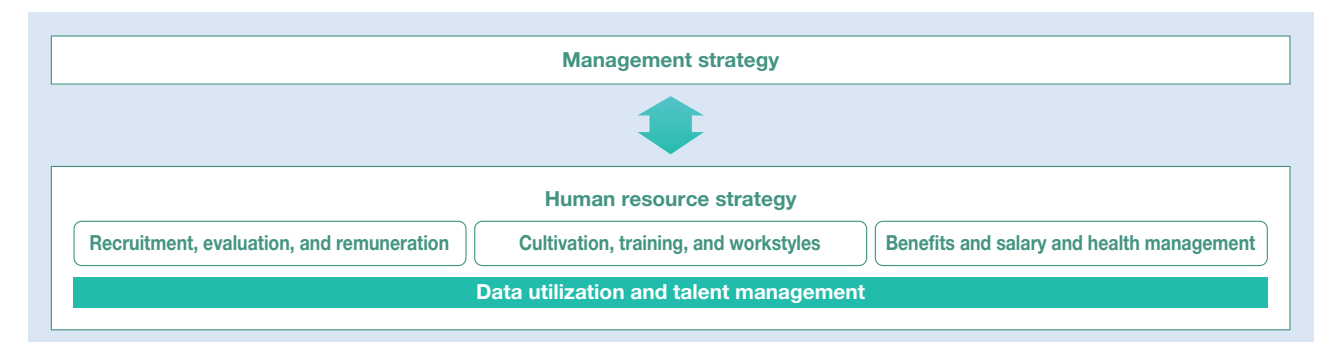 Management strategy
Human resource strategy
Recruitment, evaluation, and remuneration
Cultivation, training, and workstyles
Benefits and salary and health management
Data utilization and talent management